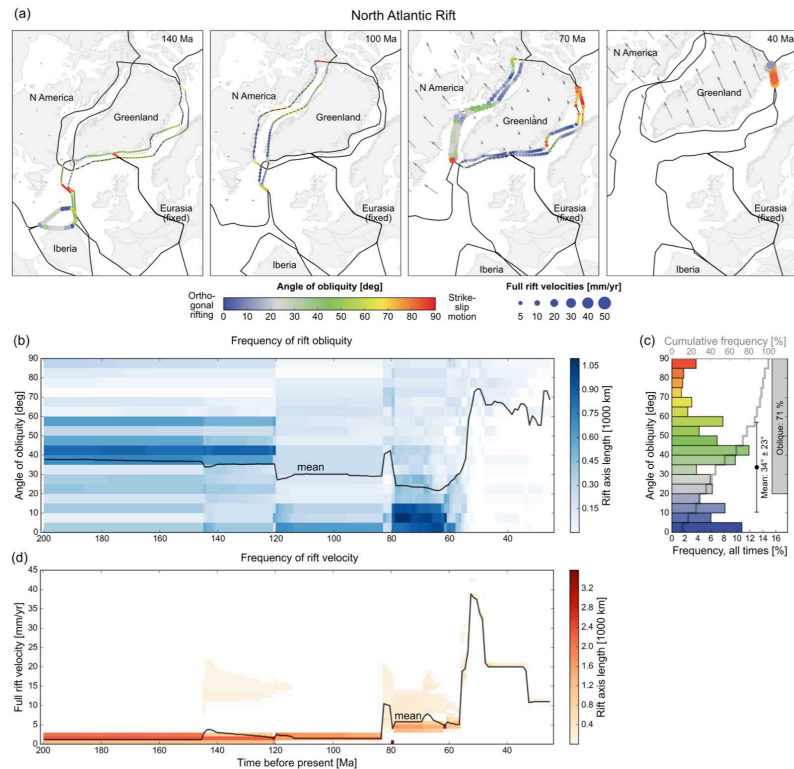 (a)
North Atlantic Rift
140 Ma
N America
Greenland
Eurasia
(fixed)
Iberia
100 Ma
N America
Greenland
Eurasia
(fixed)
Iberia
70 Ma
N America
Greenland
Eurasia
(fixed)
Iberia
40 Ma
N America
Greenland
Eurasia
(fixed)
Iberia
Angle of obliquity [deg]
Ortho-
gonal
rifting
0 10 20 30 40 50 60 70 80 90
Strike-
slip
motion
Full rift velocities [mm/yr]
5 10 20 30 40 50
(b)
Frequency of rift obliquity
Angle of obliquity [deg]
90
80
70
60
50
40
30
20
10
0
mean
200 180 160 140 120 100 80 60 40
1.05
0.90
0.75
0.60
0.45
0.30
0.15
Rift axis length [1000 km]
(c)
Cumulative frequency [%]
0 20 40 60 80 100
Angle of obliquity [deg]
90
80
70
60
50
40
30
20
10
0
Mean: 34° ± 23°
Oblique: 71 %
0 2 4 6 8 10 12 14 16
Frequency, all times [%]
(d)
Frequency of rift velocity
Full rift velocity [mm/yr]
45
40
35
30
25
20
15
10
5
0
mean
200 180 160 140 120 100 80 60 40
Time before present [Ma]
3.2
2.8
2.4
2.0
1.6
1.2
0.8
0.4
Rift axis length [1000 km]